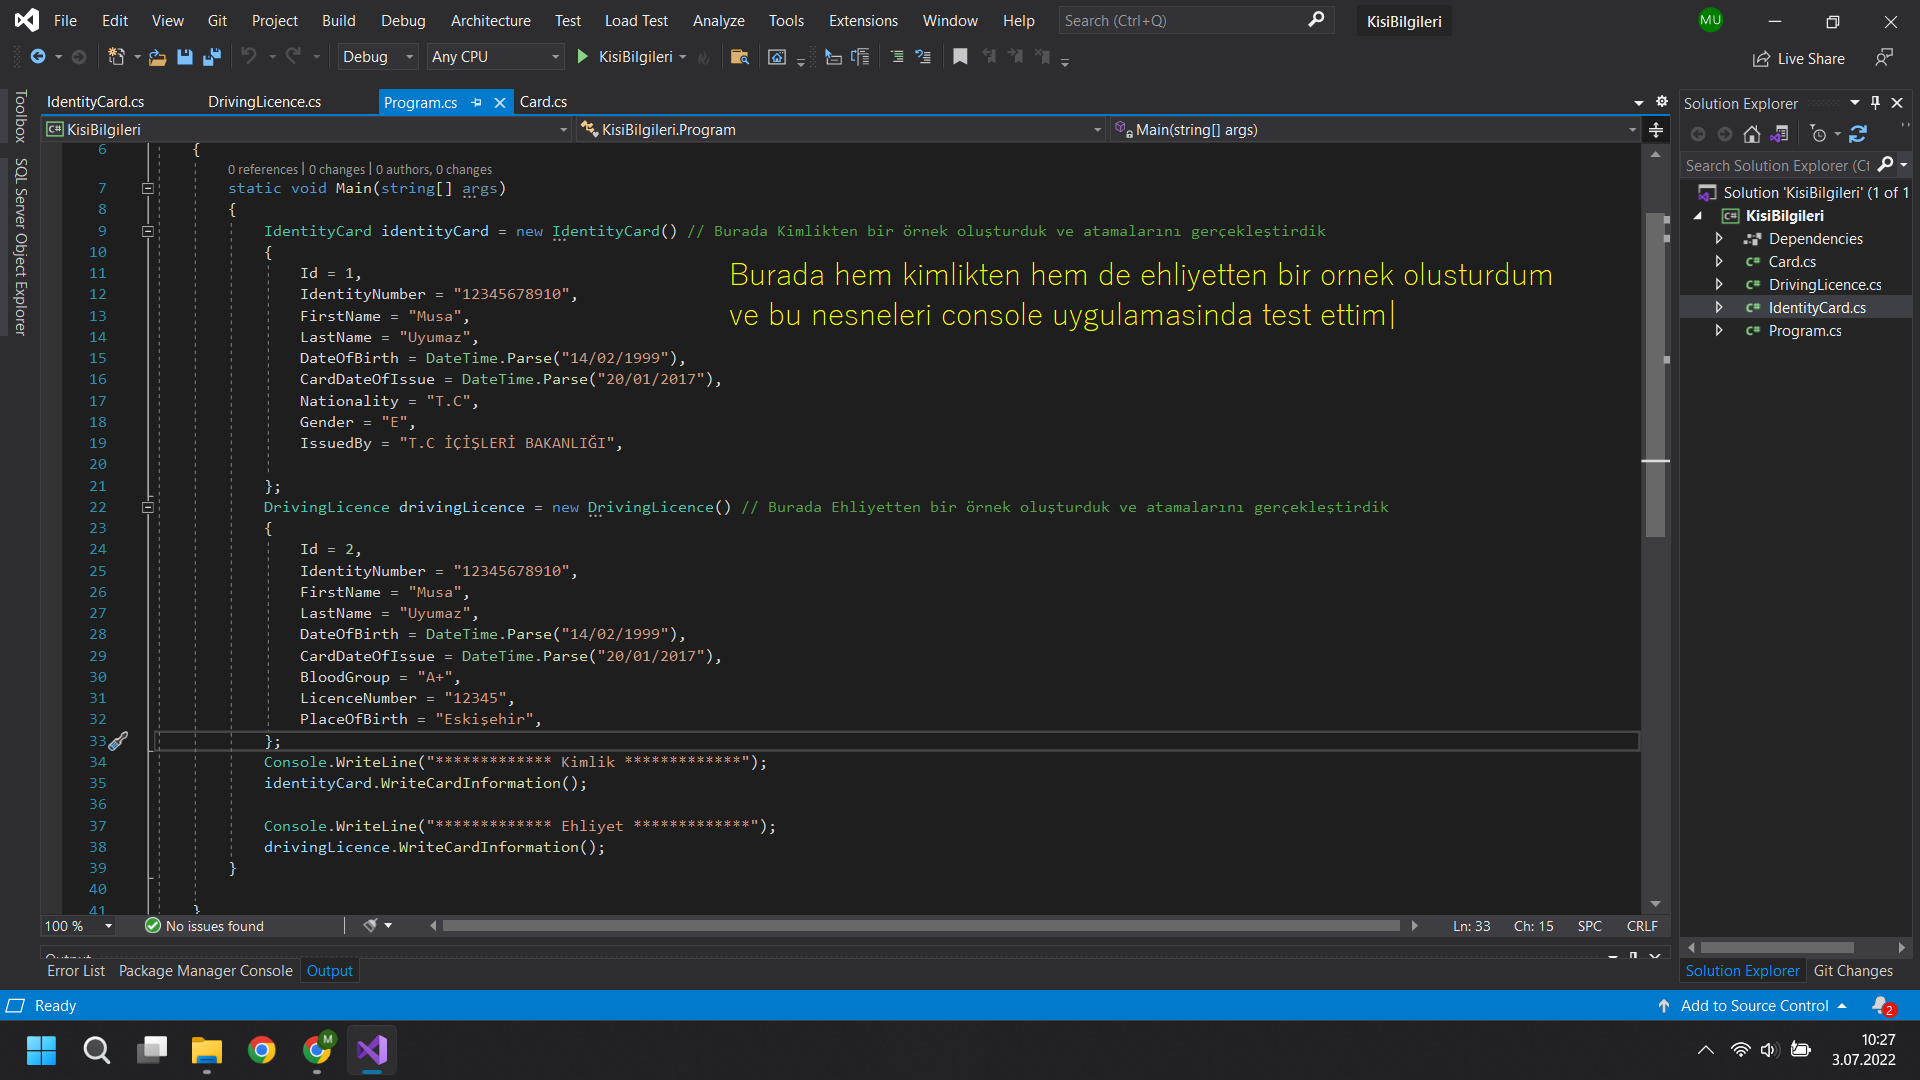 File Edit View Git Project Build Debug Architecture Test Load Test Analyze Tools Extensions Window Help Search (Ctrl+Q) KisiBilgileri MU
Debug Any CPU KisiBilgileri Live Share
IdentityCard.cs DrivingLicence.cs Program.cs Card.cs
KisiBilgileri KisiBilgileri.Program Main(string[] args)
6 {
0 references | 0 changes | 0 authors, 0 changes
7 static void Main(string[] args)
8 {
9 IdentityCard identityCard = new IdentityCard() // Burada Kimlikten bir örnek oluşturduk ve atamalarını gerçekleştirdik
10 {
11 Id = 1,
12 IdentityNumber = "12345678910",
13 FirstName = "Musa",
14 LastName = "Uyumaz",
15 DateOfBirth = DateTime.Parse("14/02/1999"),
16 CardDateOfIssue = DateTime.Parse("20/01/2017"),
17 Nationality = "T.C",
18 Gender = "E",
19 IssuedBy = "T.C İÇİŞLERİ BAKANLIĞI",
20
21 };
22 DrivingLicence drivingLicence = new DrivingLicence() // Burada Ehliyetten bir örnek oluşturduk ve atamalarını gerçekleştirdik
23 {
24 Id = 2,
25 IdentityNumber = "12345678910",
26 FirstName = "Musa",
27 LastName = "Uyumaz",
28 DateOfBirth = DateTime.Parse("14/02/1999"),
29 CardDateOfIssue = DateTime.Parse("20/01/2017"),
30 BloodGroup = "A+",
31 LicenceNumber = "12345",
32 PlaceOfBirth = "Eskişehir",
33 };
34 Console.WriteLine("************* Kimlik *************");
35 identityCard.WriteCardInformation();
36
37 Console.WriteLine("************* Ehliyet *************");
38 drivingLicence.WriteCardInformation();
39 }
40
41 }
Burada hem kimlikten hem de ehliyetten bir ornek olusturdum
ve bu nesneleri console uygulamasinda test ettim
Toolbox
SQL Server Object Explorer
Solution Explorer
Search Solution Explorer (Ct
Solution 'KisiBilgileri' (1 of 1
KisiBilgileri
Dependencies
Card.cs
DrivingLicence.cs
IdentityCard.cs
Program.cs
100 % No issues found Ln: 33 Ch: 15 SPC CRLF
Output
Error List Package Manager Console Output
Solution Explorer Git Changes
Ready Add to Source Control 2
M
10:27
3.07.2022